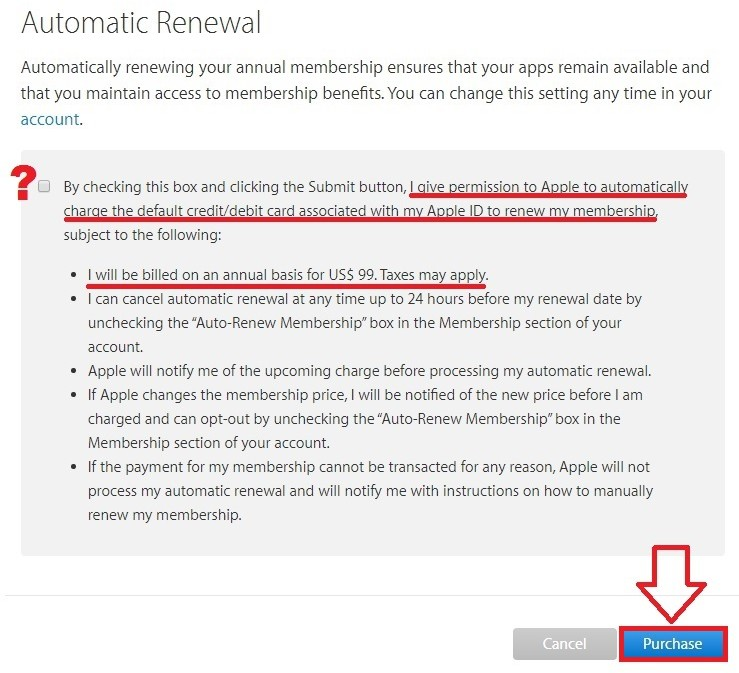 Automatic Renewal
Automatically renewing your annual membership ensures that your apps remain available and
that you maintain access to membership benefits. You can change this setting any time in your
account.
? By checking this box and clicking the Submit button, I give permission to Apple to automatically
charge the default credit/debit card associated with my Apple ID to renew my membership,
subject to the following:
• I will be billed on an annual basis for US$ 99. Taxes may apply.
• I can cancel automatic renewal at any time up to 24 hours before my renewal date by
unchecking the “Auto-Renew Membership” box in the Membership section of your
account.
• Apple will notify me of the upcoming charge before processing my automatic renewal.
• If Apple changes the membership price, I will be notified of the new price before I am
charged and can opt-out by unchecking the “Auto-Renew Membership” box in the
Membership section of your account.
• If the payment for my membership cannot be transacted for any reason, Apple will not
process my automatic renewal and will notify me with instructions on how to manually
renew my membership.
Cancel Purchase